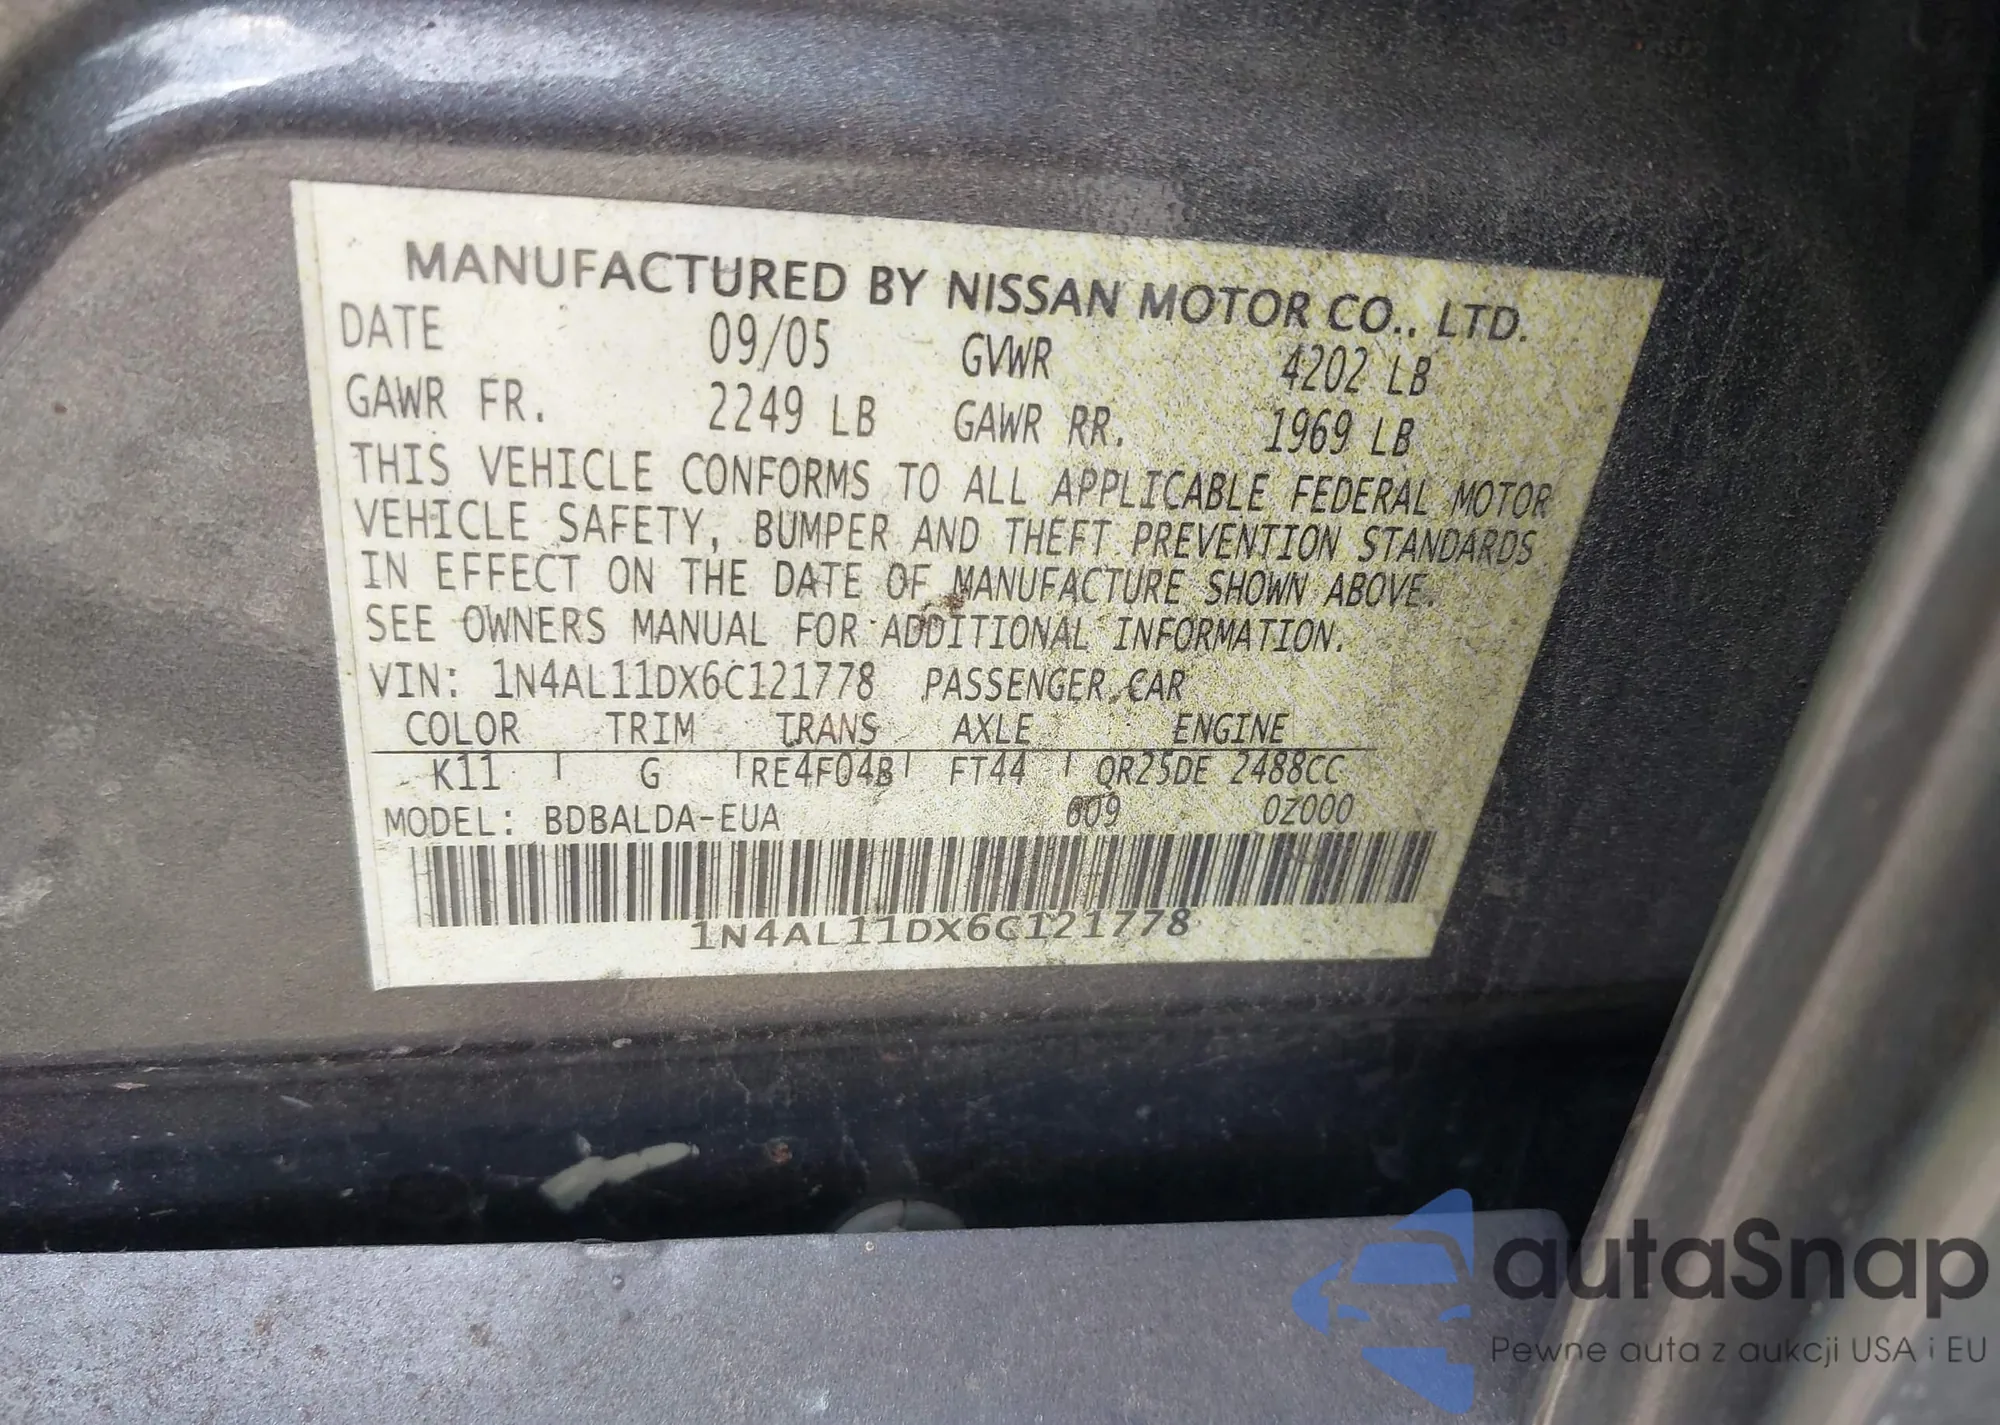 MANUFACTURED BY NISSAN MOTOR CO., LTD.
DATE 09/05 GVWR 4202 LB
GAWR FR. 2249 LB GAWR RR. 1969 LB
THIS VEHICLE CONFORMS TO ALL APPLICABLE FEDERAL MOTOR
VEHICLE SAFETY, BUMPER AND THEFT PREVENTION STANDARDS
IN EFFECT ON THE DATE OF MANUFACTURE SHOWN ABOVE.
SEE OWNERS MANUAL FOR ADDITIONAL INFORMATION.
VIN: 1N4AL11DX6C121778 PASSENGER CAR
COLOR TRIM TRANS AXLE ENGINE
K11 G RE4F04B FT44 QR25DE 2488CC
MODEL: BDBALDA-EUA 609 0Z000
1N4AL11DX6C121778
autaSnap
Pewne auta z aukcji USA i EU